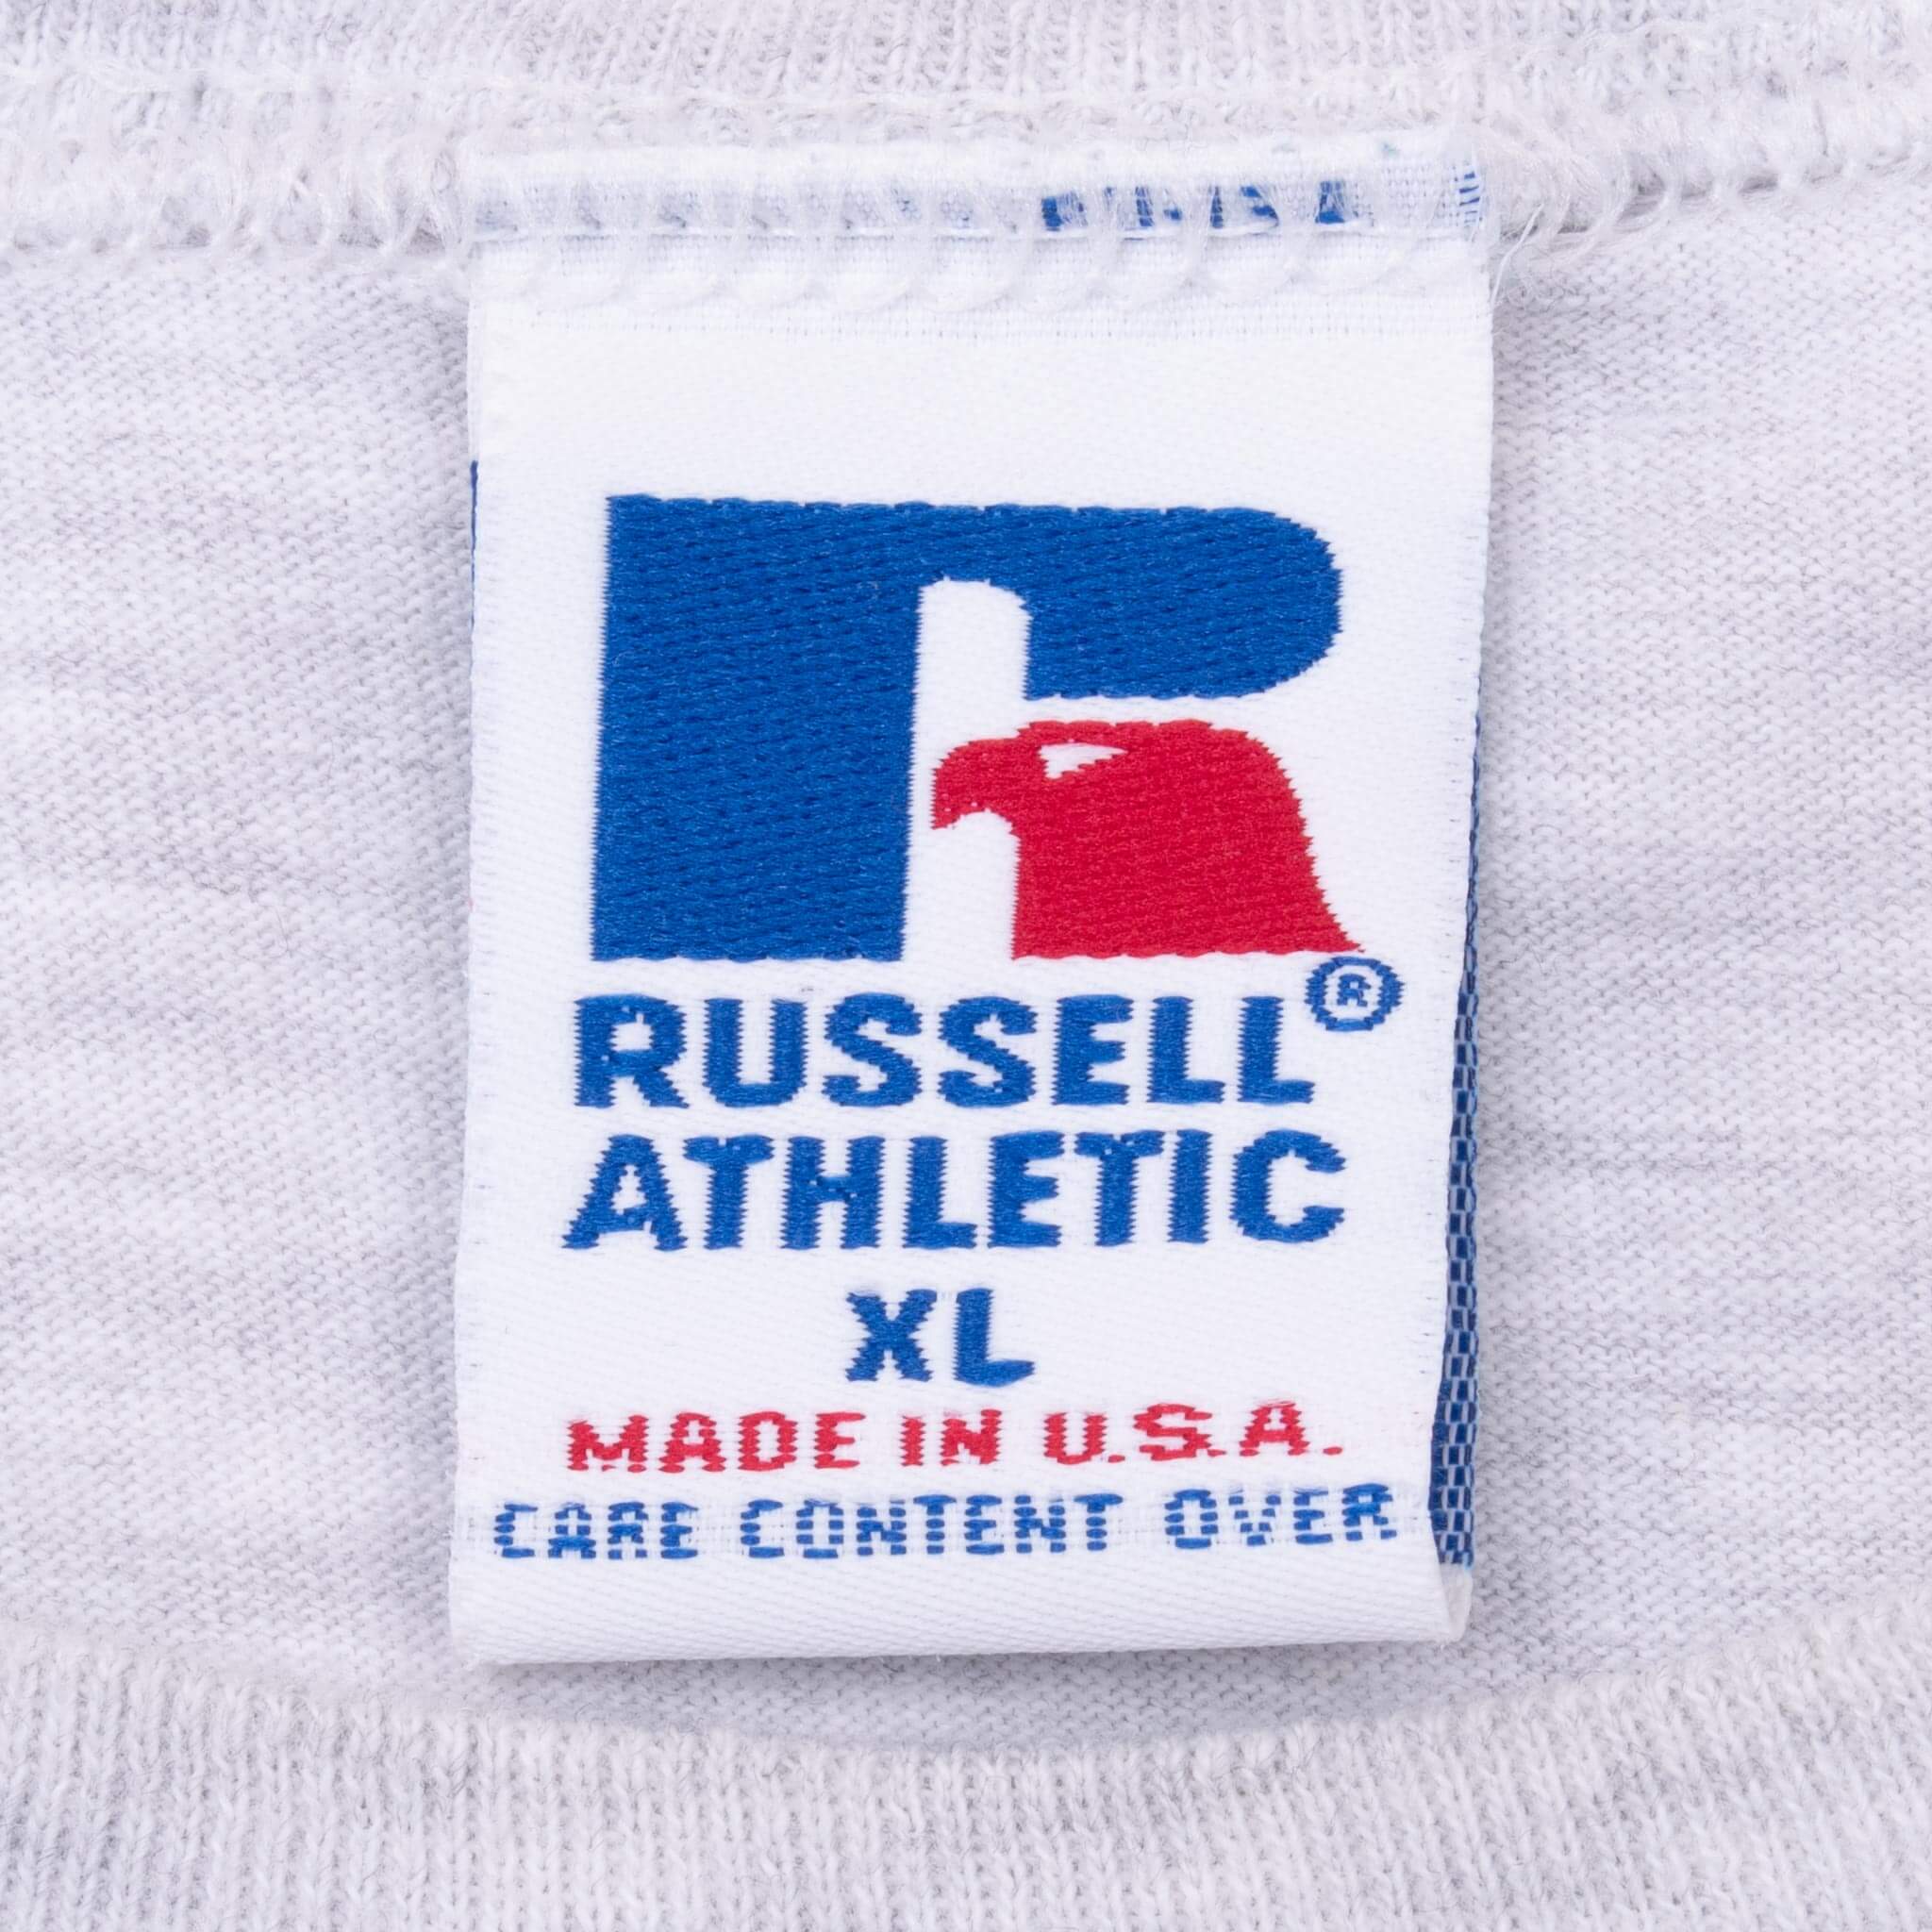 RUSSELL®
ATHLETIC
XL
MADE IN U.S.A.
CARE CONTENT OVER